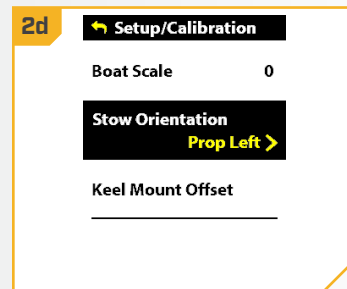 2d
Setup/Calibration
Boat Scale 0
Stow Orientation
Prop Left >
Keel Mount Offset